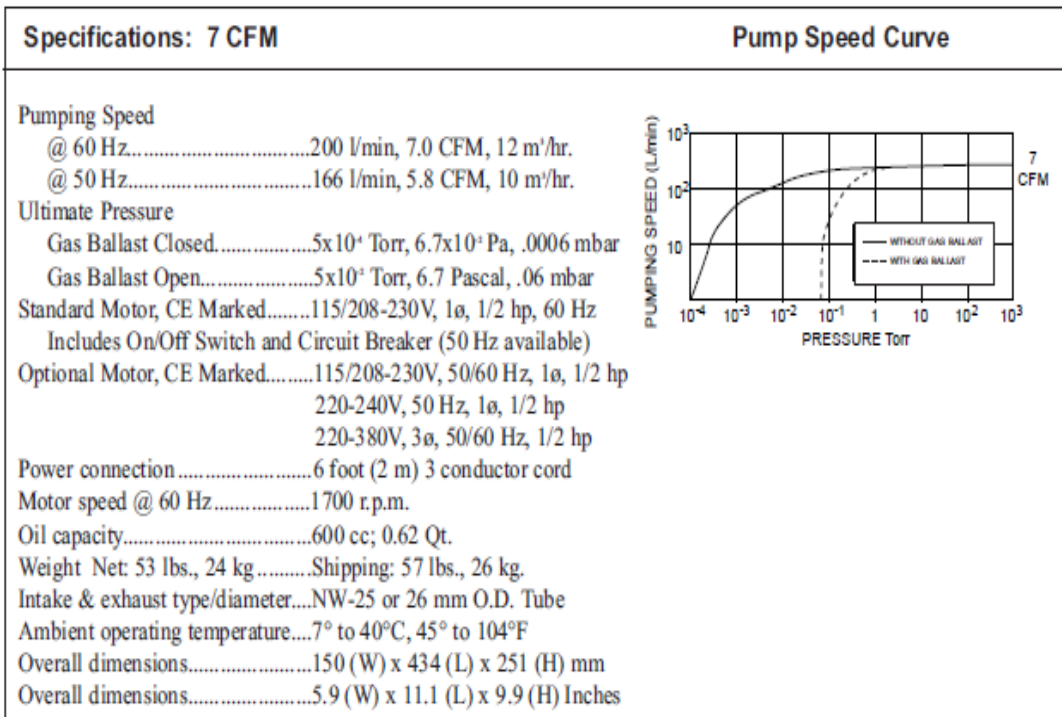 Specifications: 7 CFM
Pump Speed Curve
Pumping Speed
@ 60 Hz...............................200 l/min, 7.0 CFM, 12 m³/hr.
@ 50 Hz...............................166 l/min, 5.8 CFM, 10 m³/hr.
Ultimate Pressure
Gas Ballast Closed.................5x10⁻⁴ Torr, 6.7x10⁻² Pa, .0006 mbar
Gas Ballast Open...................5x10⁻² Torr, 6.7 Pascal, .06 mbar
Standard Motor, CE Marked........115/208-230V, 1ø, 1/2 hp, 60 Hz
Includes On/Off Switch and Circuit Breaker (50 Hz available)
Optional Motor, CE Marked.........115/208-230V, 50/60 Hz, 1ø, 1/2 hp
220-240V, 50 Hz, 1ø, 1/2 hp
220-380V, 3ø, 50/60 Hz, 1/2 hp
Power connection .......................6 foot (2 m) 3 conductor cord
Motor speed @ 60 Hz.................1700 r.p.m.
Oil capacity................................600 cc; 0.62 Qt.
Weight Net: 53 lbs., 24 kg ..........Shipping: 57 lbs., 26 kg.
Intake & exhaust type/diameter....NW-25 or 26 mm O.D. Tube
Ambient operating temperature....7° to 40°C, 45° to 104°F
Overall dimensions.....................150 (W) x 434 (L) x 251 (H) mm
Overall dimensions.....................5.9 (W) x 11.1 (L) x 9.9 (H) Inches
PUMPING SPEED (L/min)
10³
10²
10
7
CFM
WITHOUT GAS BALLAST
WITH GAS BALLAST
10⁻⁴ 10⁻³ 10⁻² 10⁻¹ 1 10 10² 10³
PRESSURE Torr